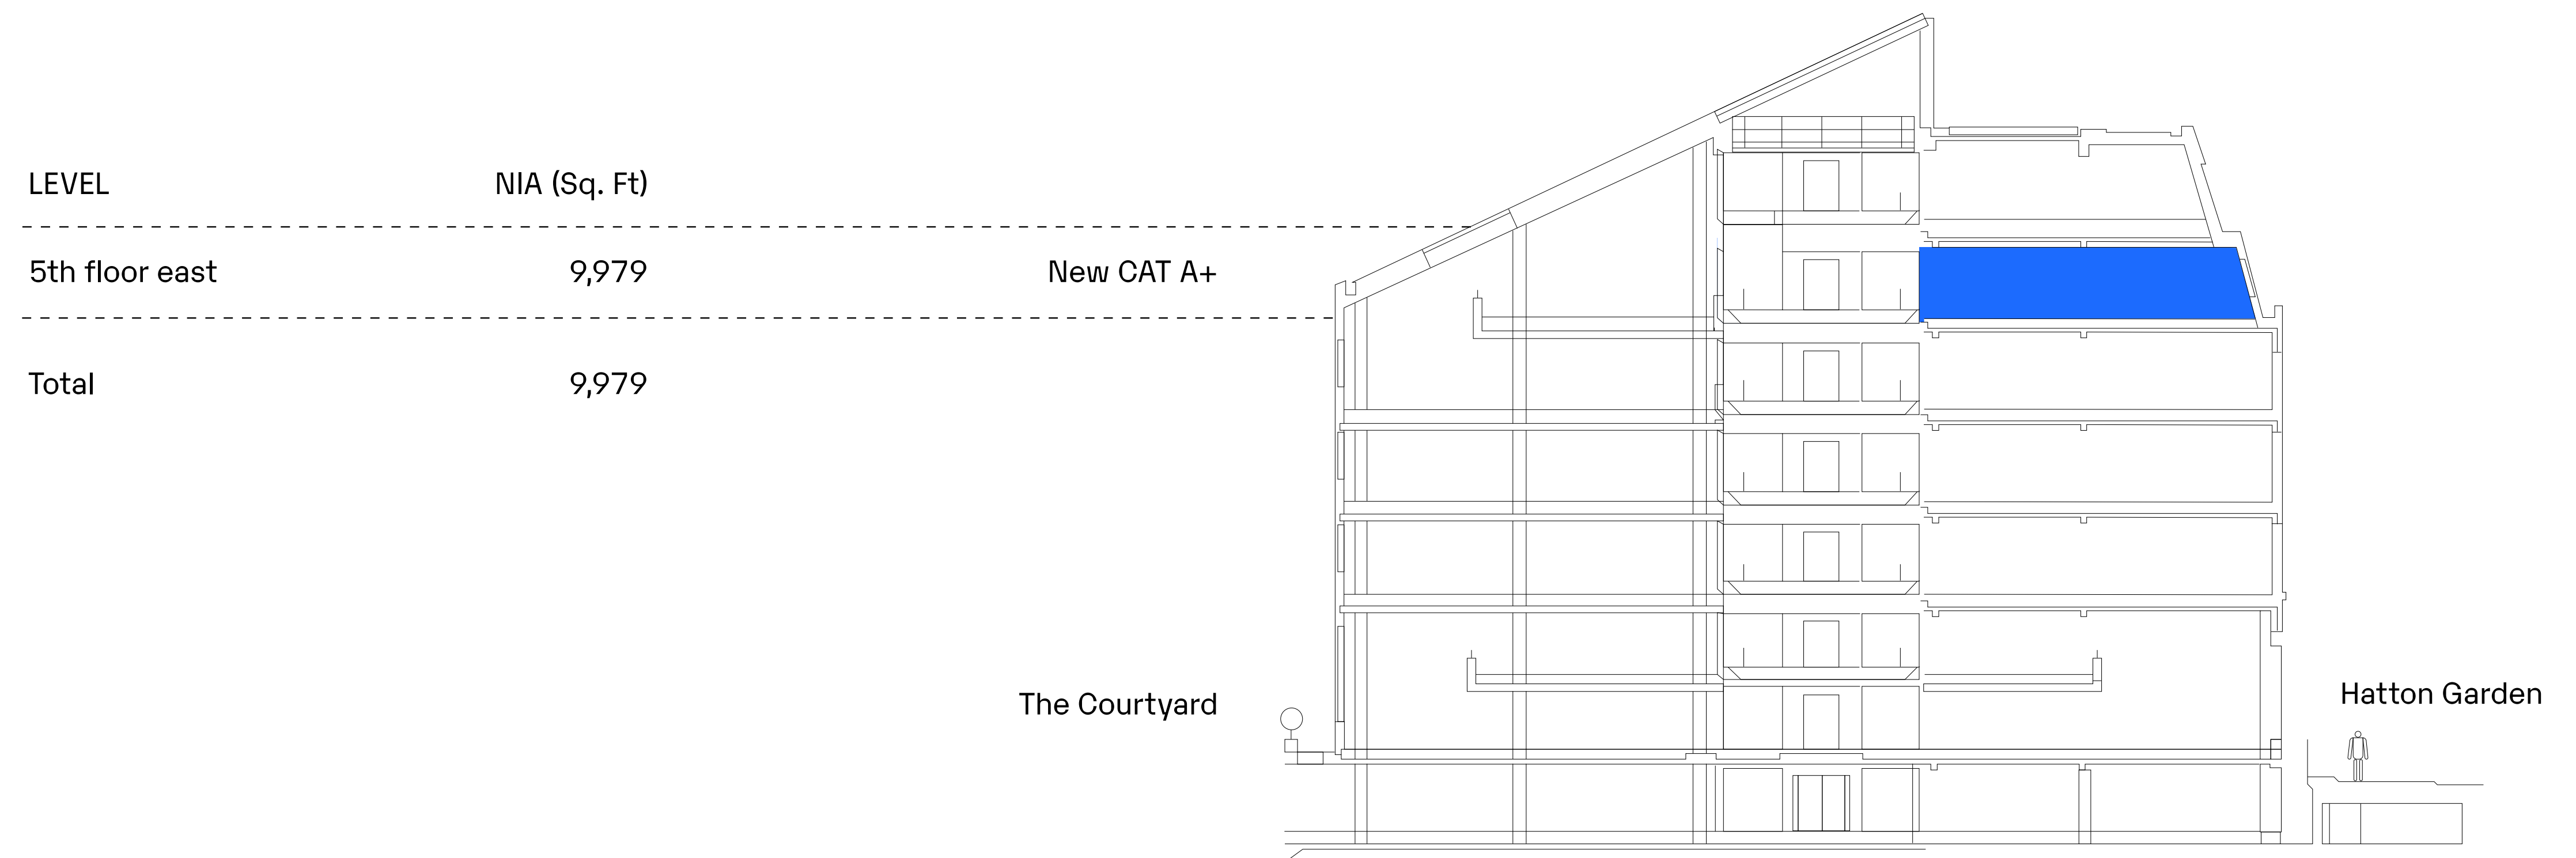 LEVEL NIA (Sq. Ft)
5th floor east 9,979 New CAT A+
Total 9,979
The Courtyard
Hatton Garden